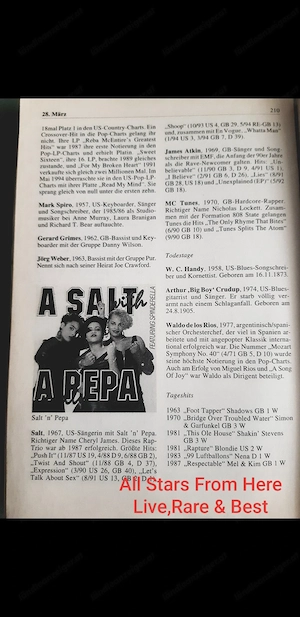 28. März
210
18mal Platz 1 in den US-Country-Charts. Ein
Crossover-Hit in die Pop-Charts gelang ihr
nicht. Ihre LP „Reba McEntire's Greatest
Hits" war 1987 ihre erste Notierung in den
Pop-LP-Charts und erhielt Platin. „Sweet
Sixteen", ihre 16. LP, brachte 1989 gleiches
zustande, und „For My Broken Heart" 1991
verkaufte sich gleich zwei Millionen Mal. Im
Mai 1994 überraschte sie in den US Pop-LP-
Charts mit ihrer Platte „Read My Mind". Sie
sprang gleich von null unter die ersten zehn.
Mark Spiro, 1957, US-Keyboarder, Sänger
und Songschreiber, der 1985/86 als Studio-
musiker bei Anne Murray, Laura Branigan
und Richard T. Bear auftauchte.
Gerard Grimes, 1962, GB-Bassist und Key-
boarder mit der Gruppe Danny Wilson.
Jörg Weber, 1963, Bassist mit der Gruppe Pur.
Nennt sich nach seiner Heirat Joe Crawford.
A SALT
with
FEATURING SPINDERELLA
A PEPA
Salt 'n' Pepa
Salt, 1967, US-Sängerin mit Salt 'n' Pepa.
Richtiger Name Cheryl James. Dieses Rap-
Trio war ab 1987 erfolgreich. Größte Hits:
„Push It" (11/87 US 19, 4/88 D 9, 6/88 GB 2),
„Twist And Shout" (11/88 GB 4, D 37),
„Expression" (3/90 US 26, GB 40), „Let's
Talk About Sex" (8/91 US 13, GB 2, D 1),
„Shoop" (10/93 US 4, GB 29, 5/94 RE-GB 13)
und, zusammen mit En Vogue, „Whatta Man"
(1/94 US 3, 3/94 GB 7, D 39).
James Atkin, 1969, GB-Sänger und Song-
schreiber mit EMF, die Anfang der 90er Jahre
als die Rave-Newcomer galten. Hits: „Un-
believable" (11/90 GB 3, D 9, 4/91 US 1),
„I Believe" (2/91 GB 6, D 26), „Lies" (8/91
GB 28, US 18) und „Unexplained (EP)" (5/92
GB 18).
MC Tunes, 1970, GB-Hardcore-Rapper.
Richtiger Name Nicholas Lockett. Zusam-
men mit der Formation 808 State gelangen
Tunes die Hits „The Only Rhyme That Bites"
(6/90 GB 10) und „Tunes Splits The Atom"
(9/90 GB 18).
Todestage
W. C. Handy, 1958, US-Blues-Songschrei-
ber und Kornettist. Geboren am 16.11.1873.
Arthur „Big Boy" Crudup, 1974, US-Blues-
gitarrist und Sänger. Er starb völlig ver-
armt nach einem Schlaganfall. Geboren am
24.8.1905.
Waldo de los Rios, 1977, argentinisch/spani-
scher Orchesterchef, der viel in Spanien ar-
beitete und mit angepopter Klassik interna-
tional erfolgreich war. Die Nummer „Mozart
Symphony No. 40" (4/71 GB 5, D 10) wurde
seine höchste Notierung in den Pop-Charts.
Auch am Erfolg von Miguel Rios und „A Song
Of Joy" war Waldo als Dirigent beteiligt.
Tageshits
1963 „Foot Tapper" Shadows GB 1 W
1970 „Bridge Over Troubled Water" Simon
& Garfunkel GB 3 W
1981 „This Ole House" Shakin' Stevens
GB 3 W
1981 „Rapture" Blondie US 2 W
1983 „99 Luftballons" Nena D 1 W
1987 „Respectable" Mel & Kim GB 1 W
All Stars From Here
Live,Rare & Best